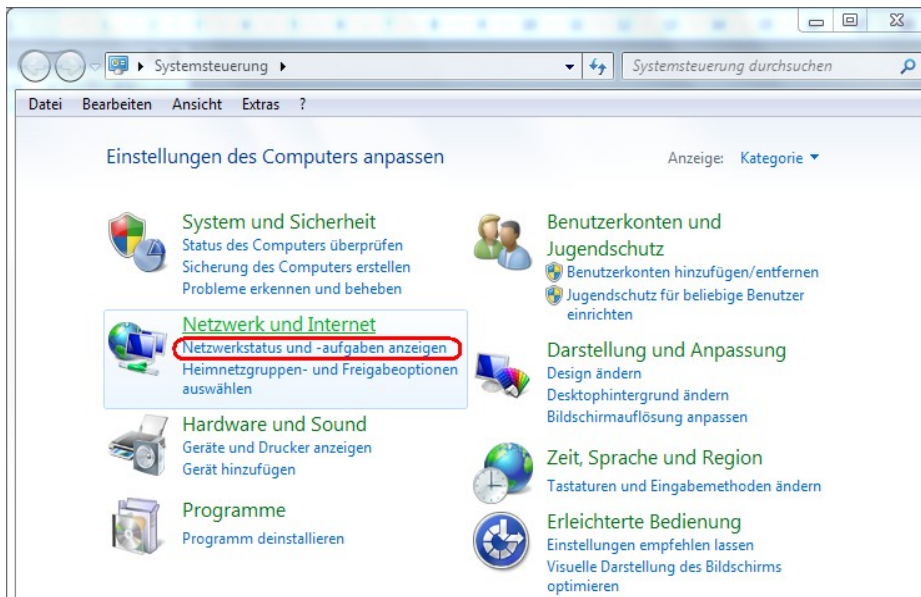 Systemsteuerung
Systemsteuerung durchsuchen
Datei Bearbeiten Ansicht Extras ?
Einstellungen des Computers anpassen
Anzeige: Kategorie
System und Sicherheit
Status des Computers überprüfen
Sicherung des Computers erstellen
Probleme erkennen und beheben
Netzwerk und Internet
Netzwerkstatus und -aufgaben anzeigen
Heimnetzgruppen- und Freigabeoptionen
auswählen
Hardware und Sound
Geräte und Drucker anzeigen
Gerät hinzufügen
Programme
Programm deinstallieren
Benutzerkonten und
Jugendschutz
Benutzerkonten hinzufügen/entfernen
Jugendschutz für beliebige Benutzer
einrichten
Darstellung und Anpassung
Design ändern
Desktophintergrund ändern
Bildschirmauflösung anpassen
Zeit, Sprache und Region
Tastaturen und Eingabemethoden ändern
Erleichterte Bedienung
Einstellungen empfehlen lassen
Visuelle Darstellung des Bildschirms
optimieren